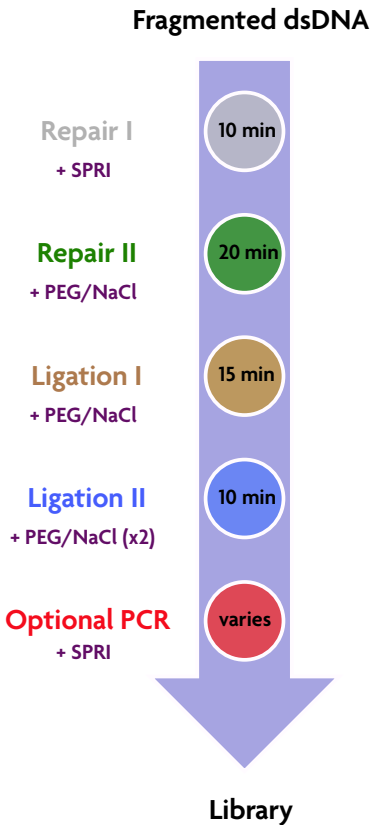 Fragmented dsDNA
Repair I
10 min
+ SPRI
Repair II
20 min
+ PEG/NaCl
Ligation I
15 min
+ PEG/NaCl
Ligation II
10 min
+ PEG/NaCl (x2)
Optional PCR
varies
+ SPRI
Library